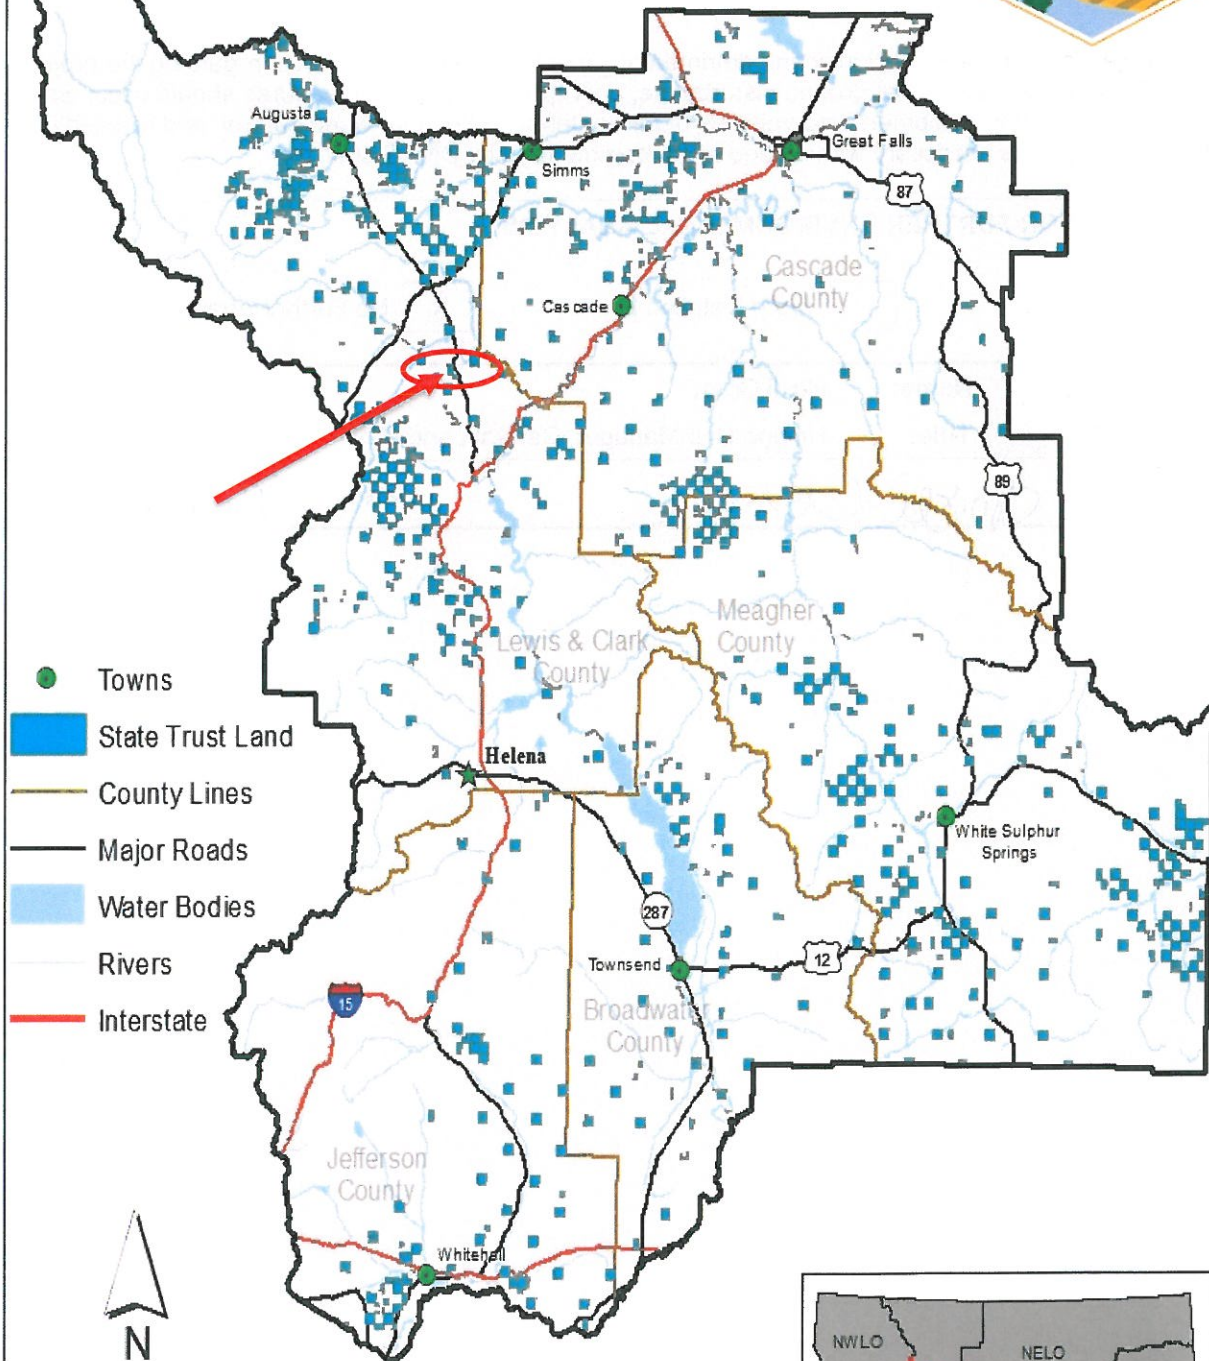 Augusta
Simms
Great Falls
87
Cascade
County
Cascade
89
Meagher
County
Lewis & Clark
County
Towns
State Trust Land
County Lines
Major Roads
Water Bodies
Rivers
Interstate
Helena
White Sulphur
Springs
287
Townsend
12
15
Broadwater
County
Jefferson
County
Whitehall
N
NWLO
NELO